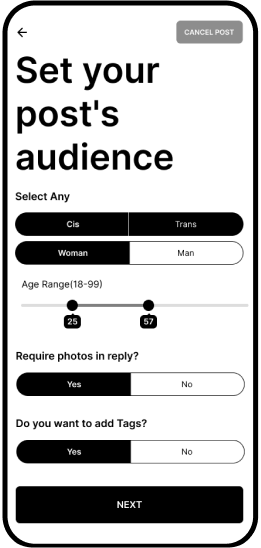 CANCEL POST
Set your
post's
audience
Select Any
Cis Trans
Woman Man
Age Range(18-99)
25 57
Require photos in reply?
Yes No
Do you want to add Tags?
Yes No
NEXT